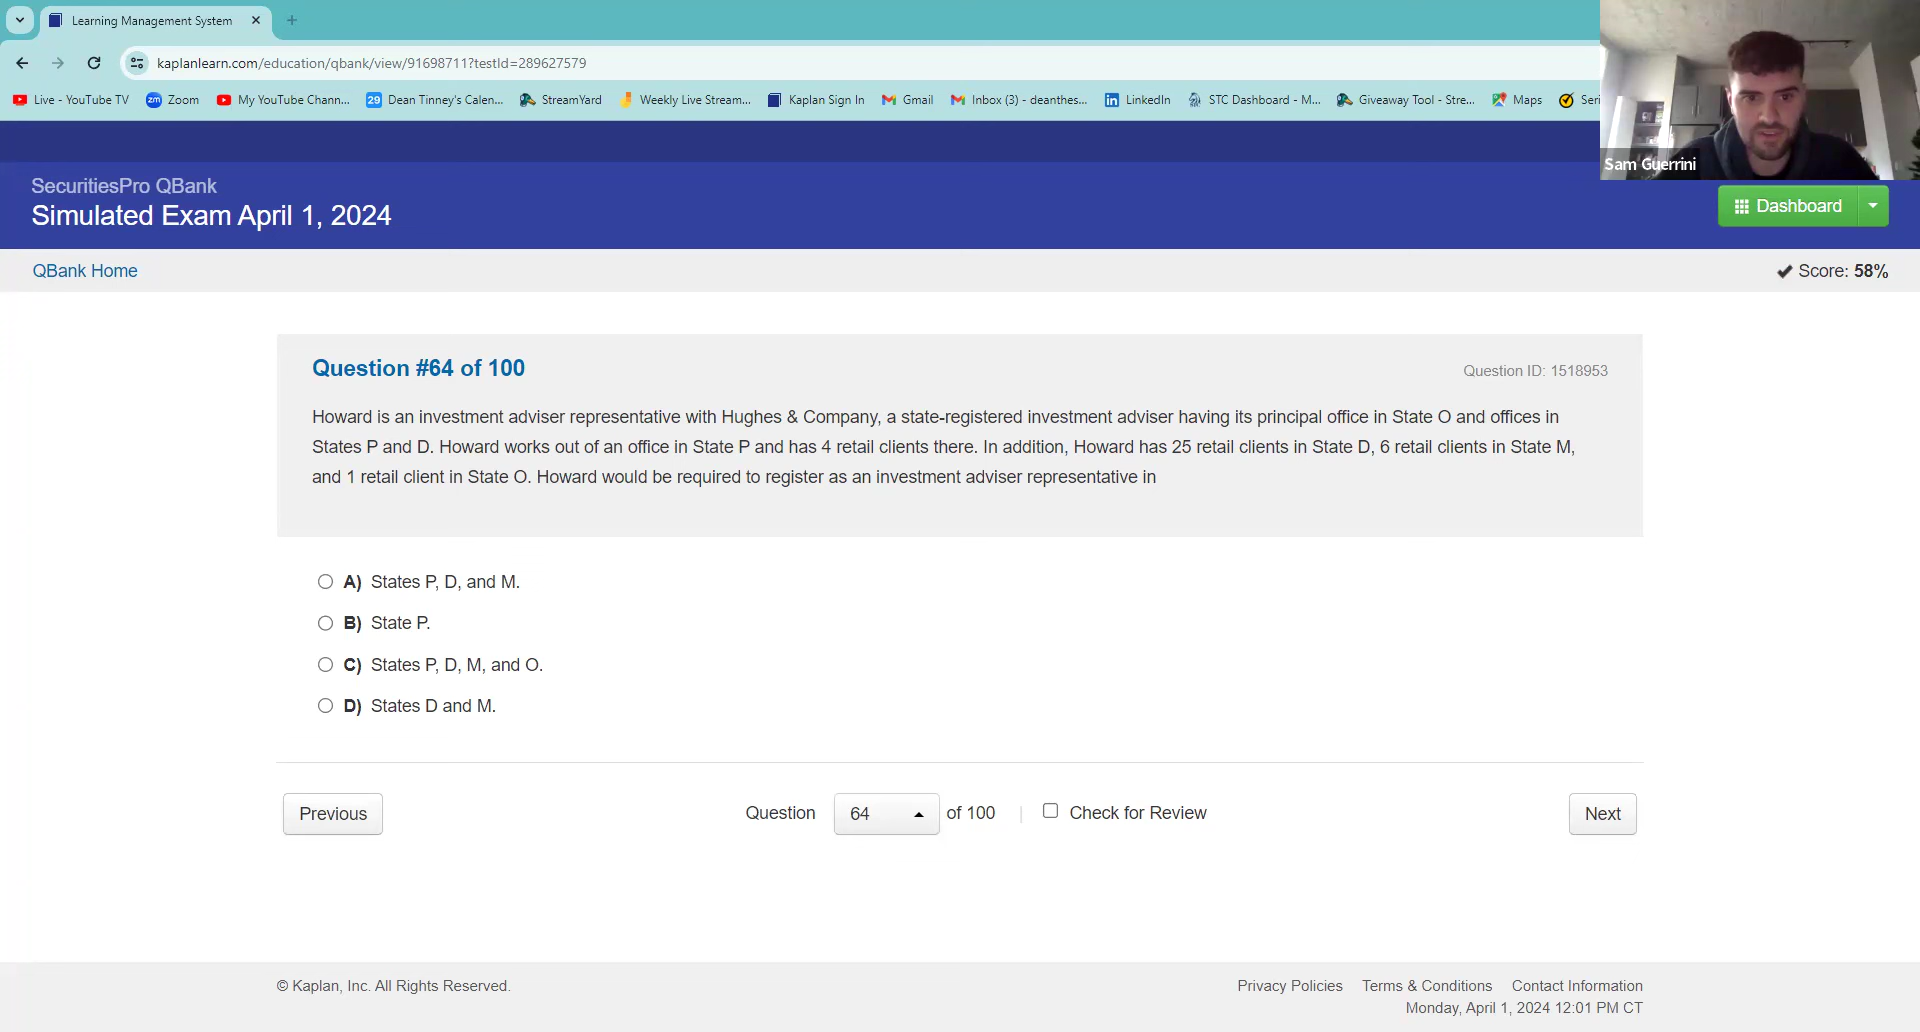 Learning Management System
kaplanlearn.com/education/qbank/view/91698711?testId=289627579
Live - YouTube TV
zm Zoom
My YouTube Chann...
29 Dean Tinney's Calen...
StreamYard
Weekly Live Stream...
Kaplan Sign In
Gmail
Inbox (3) - deanthes...
LinkedIn
STC Dashboard - M...
Giveaway Tool - Stre...
Maps
Seri
Sam Guerrini
SecuritiesPro QBank
Simulated Exam April 1, 2024
Dashboard
QBank Home
Score: 58%
Question #64 of 100
Question ID: 1518953
Howard is an investment adviser representative with Hughes & Company, a state-registered investment adviser having its principal office in State O and offices in
States P and D. Howard works out of an office in State P and has 4 retail clients there. In addition, Howard has 25 retail clients in State D, 6 retail clients in State M,
and 1 retail client in State O. Howard would be required to register as an investment adviser representative in
A) States P, D, and M.
B) State P.
C) States P, D, M, and O.
D) States D and M.
Previous
Question 64 of 100 | Check for Review
Next
© Kaplan, Inc. All Rights Reserved.
Privacy Policies Terms & Conditions Contact Information
Monday, April 1, 2024 12:01 PM CT